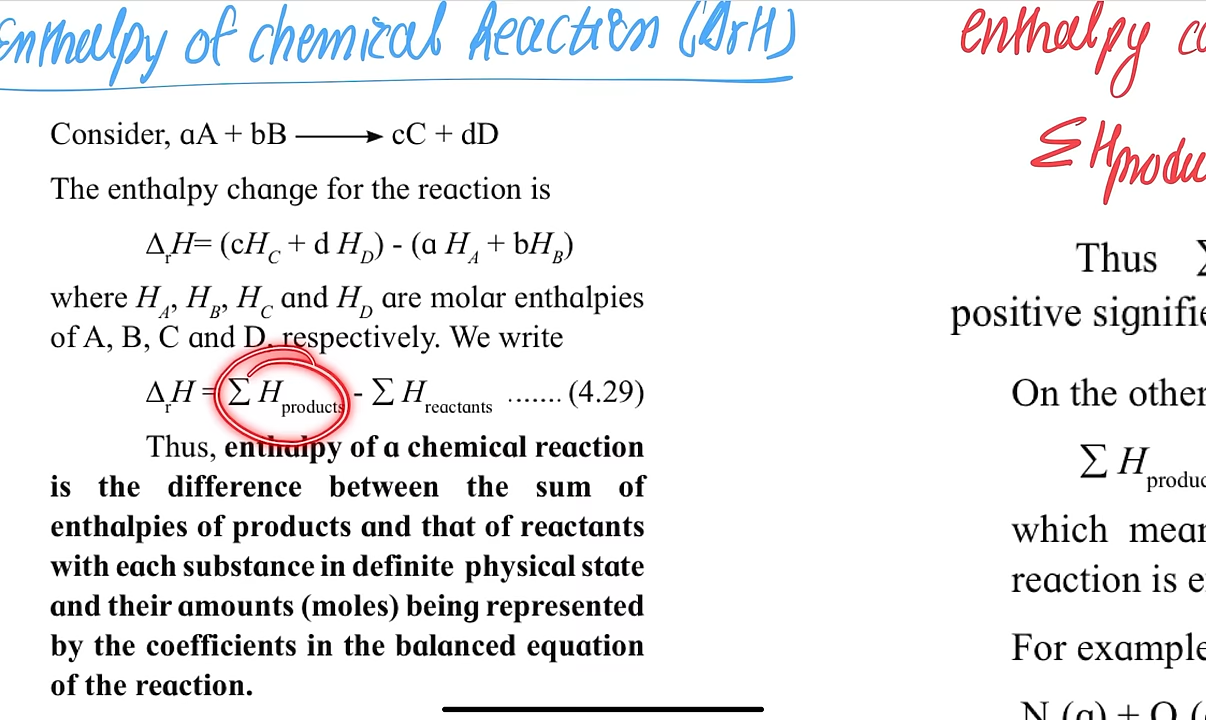 Enthalpy of chemical Reaction (ΔrH)
Consider, aA + bB ⟶ cC + dD
The enthalpy change for the reaction is
ΔrH= (cHC + d HD) - (a HA + bHB)
where HA, HB, HC and HD are molar enthalpies
of A, B, C and D, respectively. We write
ΔrH = ∑ Hproducts - ∑ Hreactants ....... (4.29)
Thus, enthalpy of a chemical reaction
is the difference between the sum of
enthalpies of products and that of reactants
with each substance in definite physical state
and their amounts (moles) being represented
by the coefficients in the balanced equation
of the reaction.
enthalpy
ΣHprodu
Thus
positive signifie
On the other
∑ Hproduc
which mean
reaction is e
For example
N (g) + O (